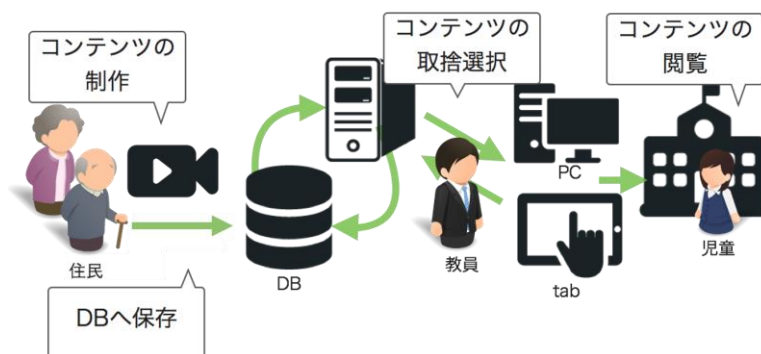 コンテンツの
制作
コンテンツの
取捨選択
コンテンツの
閲覧
PC
住民
DB
教員
tab
児童
DBへ保存